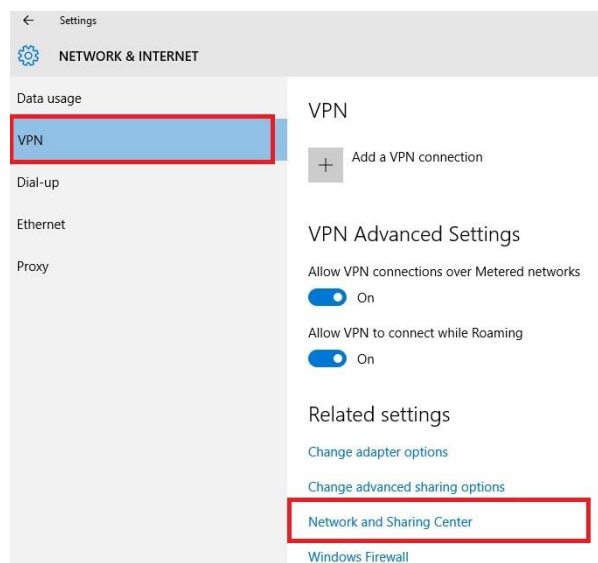 Settings
NETWORK & INTERNET
Data usage
VPN
Dial-up
Ethernet
Proxy
VPN
Add a VPN connection
VPN Advanced Settings
Allow VPN connections over Metered networks
On
Allow VPN to connect while Roaming
On
Related settings
Change adapter options
Change advanced sharing options
Network and Sharing Center
Windows Firewall